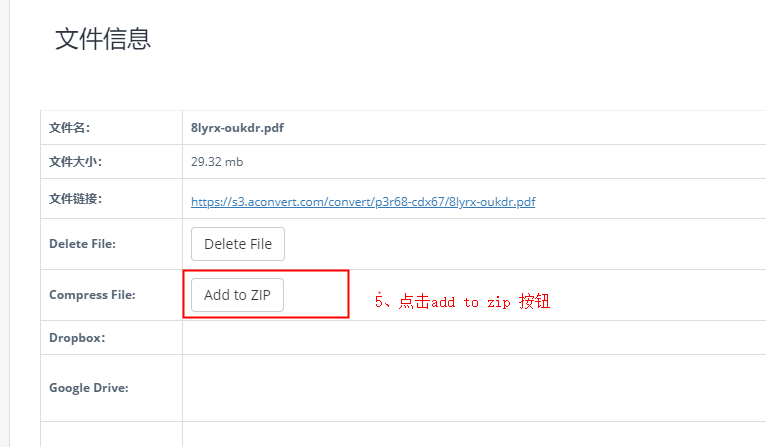 文件信息
文件名： 8lyrx-oukdr.pdf
文件大小： 29.32 mb
文件链接： https://s3.aconvert.com/convert/p3r68-cdx67/8lyrx-oukdr.pdf
Delete File: Delete File
Compress File: Add to ZIP 5、点击add to zip 按钮
Dropbox：
Google Drive: